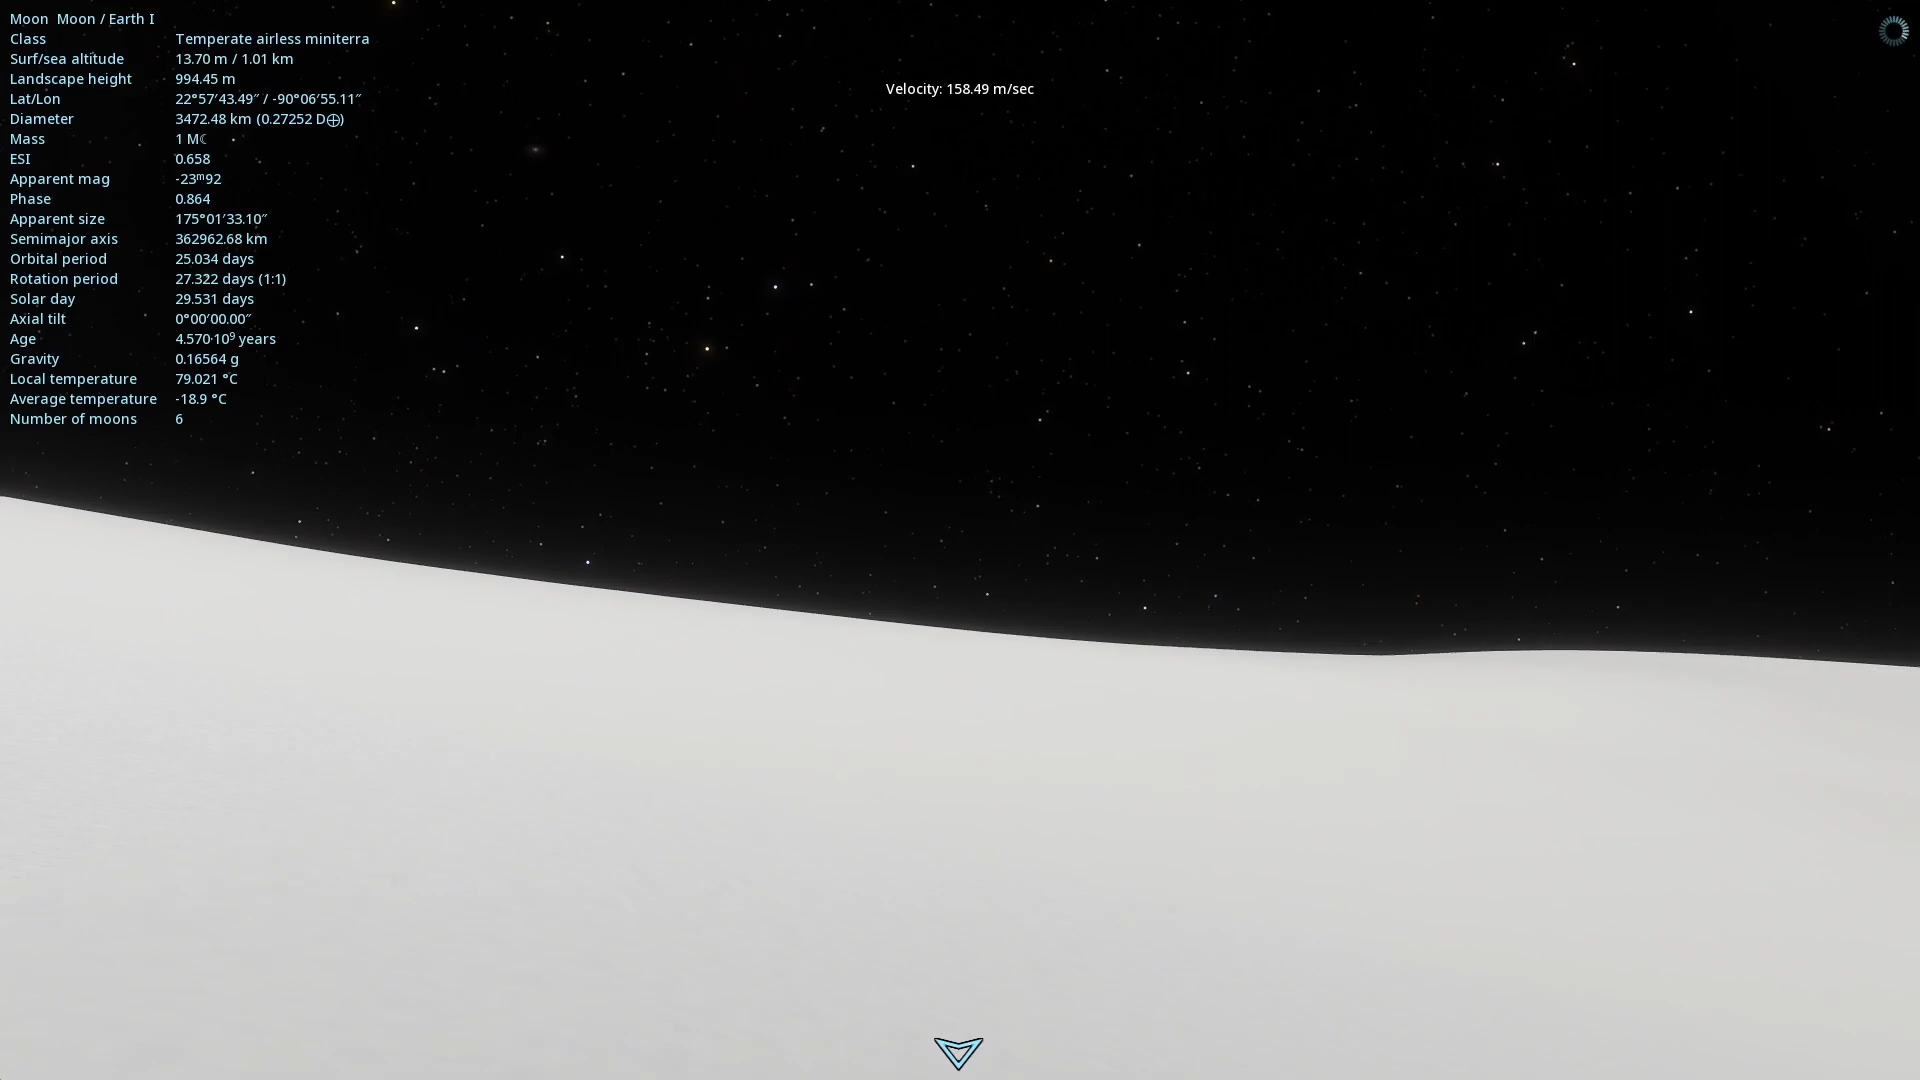 Moon Moon / Earth I
Class Temperate airless miniterra
Surf/sea altitude 13.70 m / 1.01 km
Landscape height 994.45 m
Lat/Lon 22°57′43.49″ / -90°06′55.11″
Diameter 3472.48 km (0.27252 D⨁)
Mass 1 M☾
ESI 0.658
Apparent mag -23ᵐ92
Phase 0.864
Apparent size 175°01′33.10″
Semimajor axis 362962.68 km
Orbital period 25.034 days
Rotation period 27.322 days (1:1)
Solar day 29.531 days
Axial tilt 0°00′00.00″
Age 4.570·10⁹ years
Gravity 0.16564 g
Local temperature 79.021 °C
Average temperature -18.9 °C
Number of moons 6
Velocity: 158.49 m/sec